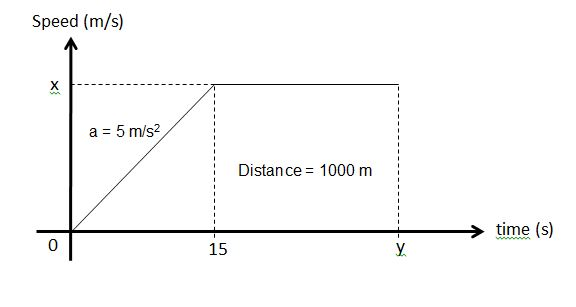 Speed (m/s)
x
a = 5 m/s²
Distance = 1000 m
time (s)
0
15
y